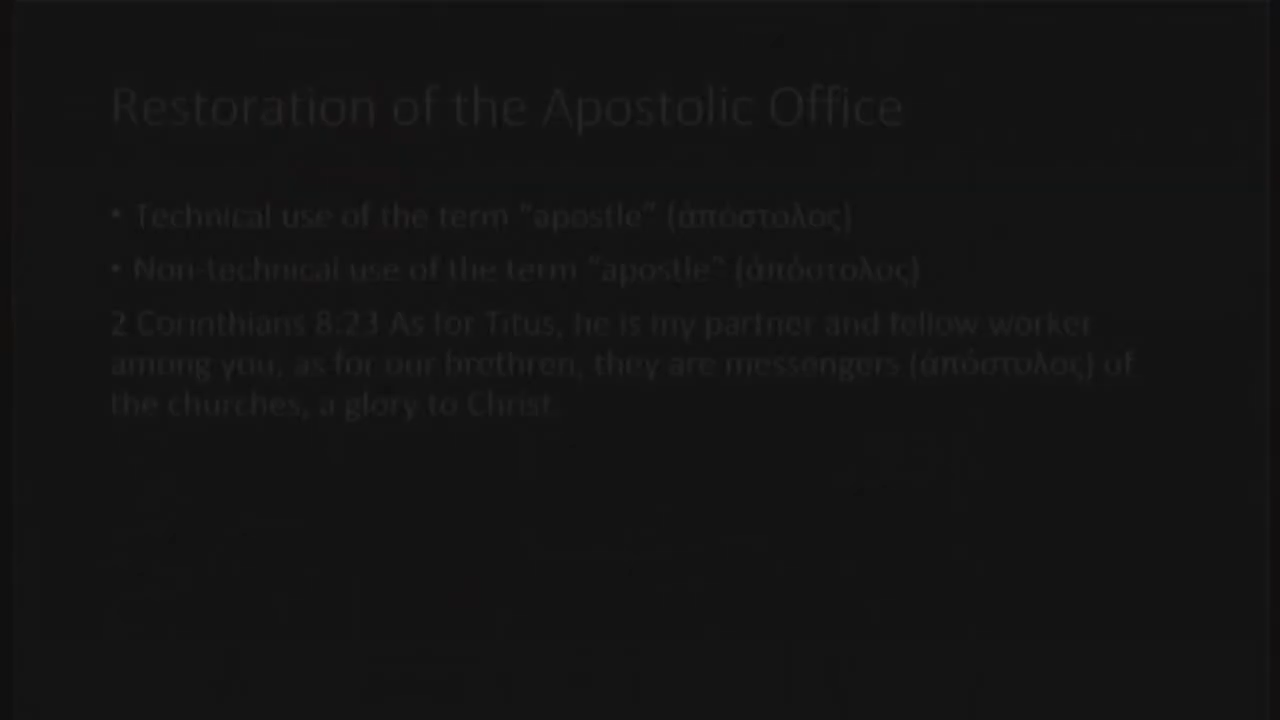 Restoration of the Apostolic Office
• Technical use of the term "apostle" (ἀπόστολος)
• Non-technical use of the term "apostle" (ἀπόστολος)
2 Corinthians 8:23 As for Titus, he is my partner and fellow worker
among you, as for our brethren, they are messengers (ἀπόστολος) of
the churches, a glory to Christ